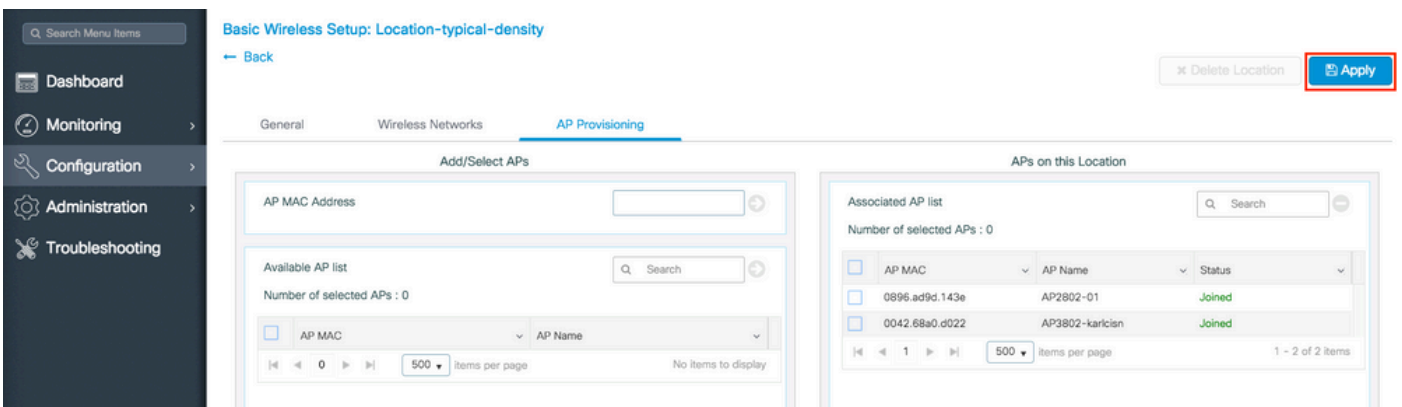 Search Menu Items
Dashboard
Monitoring
Configuration
Administration
Troubleshooting
Basic Wireless Setup: Location-typical-density
← Back
× Delete Location
Apply
General Wireless Networks AP Provisioning
Add/Select APs
AP MAC Address
Available AP list
Search
Number of selected APs : 0
AP MAC AP Name
0 500 items per page No items to display
APs on this Location
Associated AP list
Search
Number of selected APs : 0
AP MAC AP Name Status
0896.ad9d.143e AP2802-01 Joined
0042.68a0.d022 AP3802-karlcisn Joined
1 500 items per page 1 - 2 of 2 items